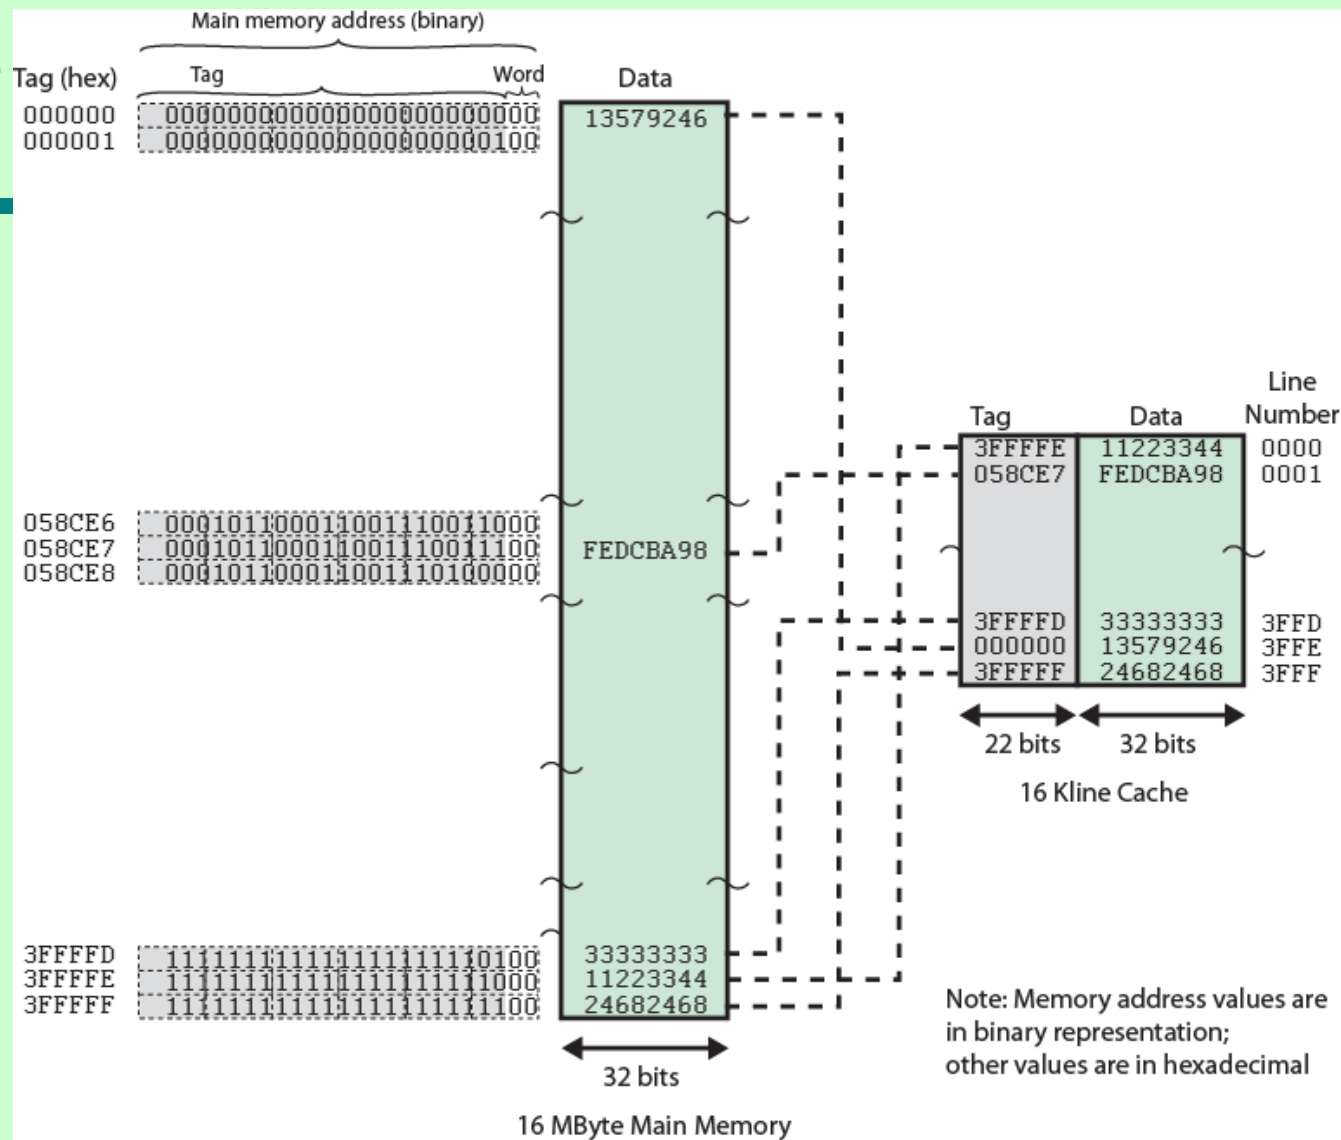 Main memory address (binary)
Tag (hex) Tag Word Data
000000 000000000000000000000000 13579246
000001 000000000000000000000100
Line
Tag Data Number
3FFFFE 11223344 0000
058CE7 FEDCBA98 0001
058CE6 000101100011001110011000
058CE7 000101100011001110011100 FEDCBA98
058CE8 000101100011001110100000
3FFFFD 33333333 3FFD
000000 13579246 3FFE
3FFFFF 24682468 3FFF
22 bits 32 bits
16 Kline Cache
3FFFFD 111111111111111111110100 33333333
3FFFFE 111111111111111111111000 11223344
3FFFFF 111111111111111111111100 24682468
Note: Memory address values are
in binary representation;
other values are in hexadecimal
32 bits
16 MByte Main Memory